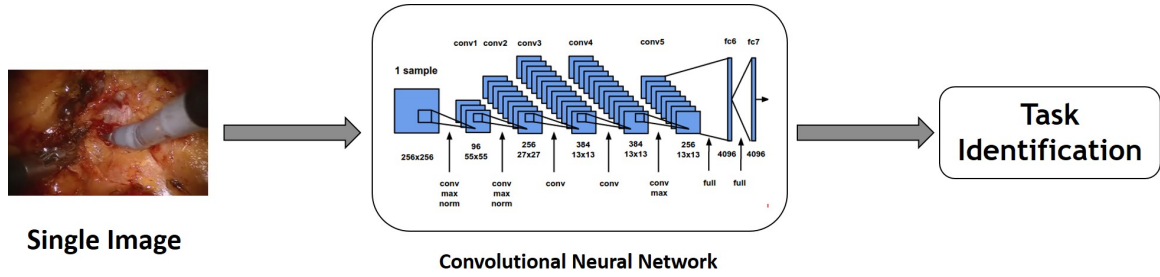 conv1 conv2 conv3 conv4 conv5 fc6 fc7
1 sample
256x256
96
55x55
256
27x27
384
13x13
384
13x13
256
13x13
4096
4096
conv
max
norm
conv
max
norm
conv
conv
conv
max
full
full
Single Image
Convolutional Neural Network
Task
Identification